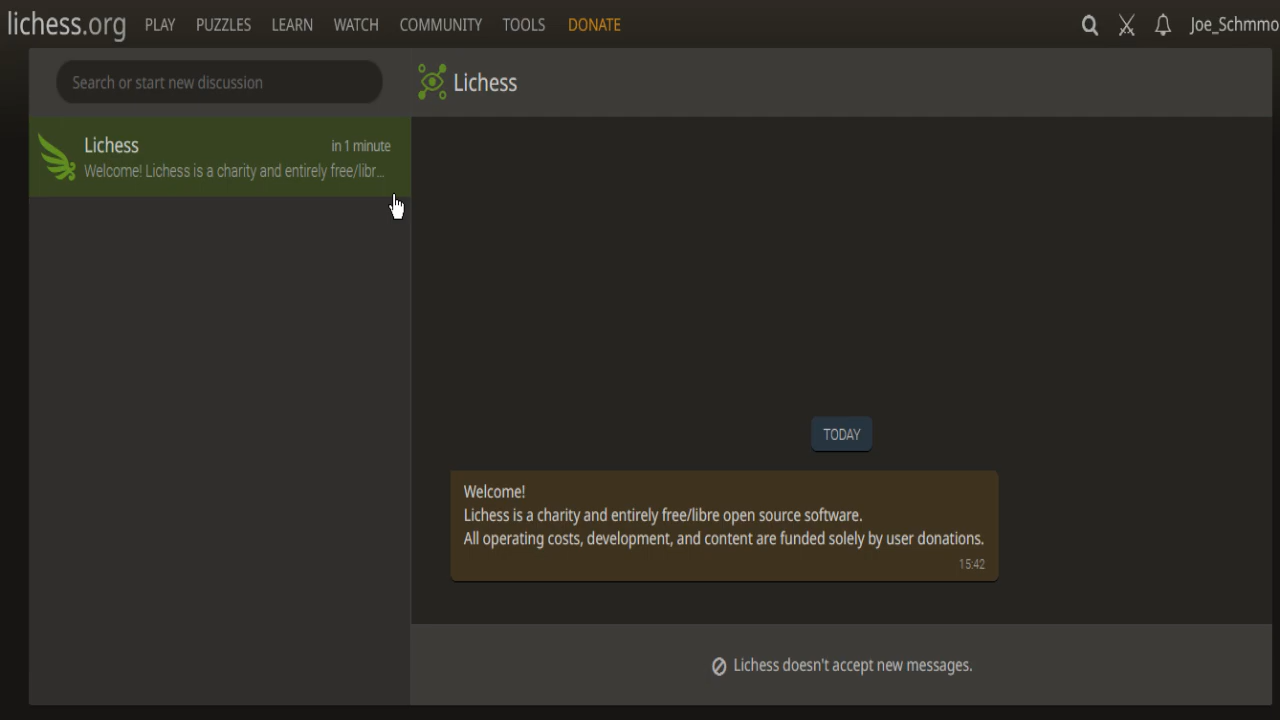 lichess.org PLAY PUZZLES LEARN WATCH COMMUNITY TOOLS DONATE Joe_Schmmo
Search or start new discussion
Lichess
Lichess in 1 minute
Welcome! Lichess is a charity and entirely free/libr...
TODAY
Welcome!
Lichess is a charity and entirely free/libre open source software.
All operating costs, development, and content are funded solely by user donations.
15:42
Lichess doesn't accept new messages.